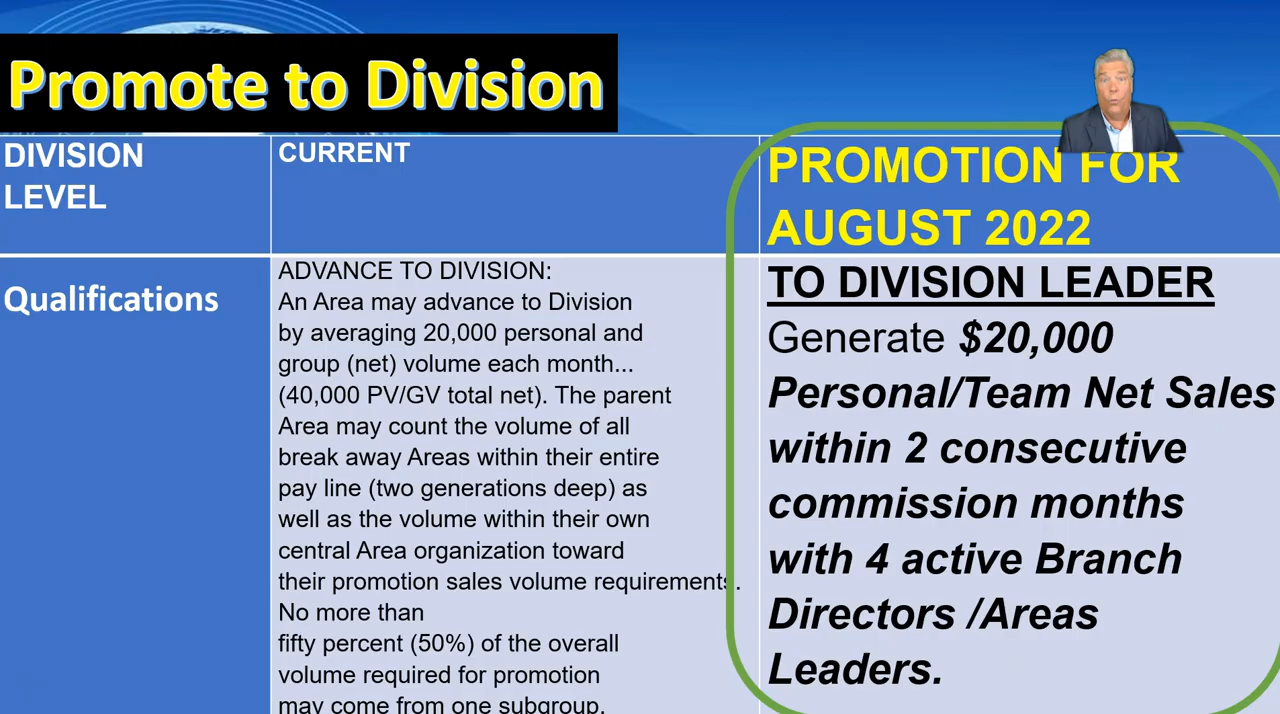 Promote to Division
DIVISION
LEVEL
CURRENT
PROMOTION FOR
AUGUST 2022
Qualifications
ADVANCE TO DIVISION:
An Area may advance to Division
by averaging 20,000 personal and
group (net) volume each month...
(40,000 PV/GV total net). The parent
Area may count the volume of all
break away Areas within their entire
pay line (two generations deep) as
well as the volume within their own
central Area organization toward
their promotion sales volume requirements.
No more than
fifty percent (50%) of the overall
volume required for promotion
may come from one subgroup.
TO DIVISION LEADER
Generate $20,000
Personal/Team Net Sales
within 2 consecutive
commission months
with 4 active Branch
Directors /Areas
Leaders.